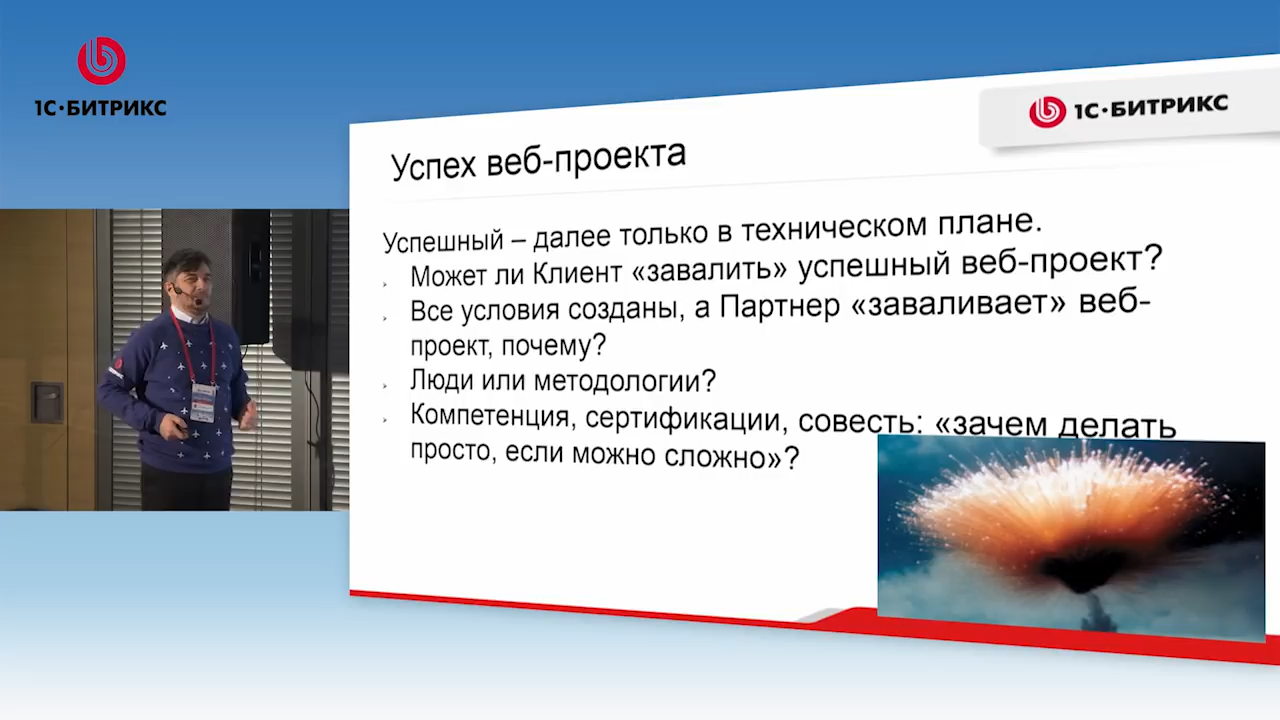 1С·БИТРИКС
1С·БИТРИКС
Успех веб-проекта
Успешный – далее только в техническом плане.
Может ли Клиент «завалить» успешный веб-проект?
Все условия созданы, а Партнер «заваливает» веб-
проект, почему?
Люди или методологии?
Компетенция, сертификации, совесть: «зачем делать
просто, если можно сложно»?